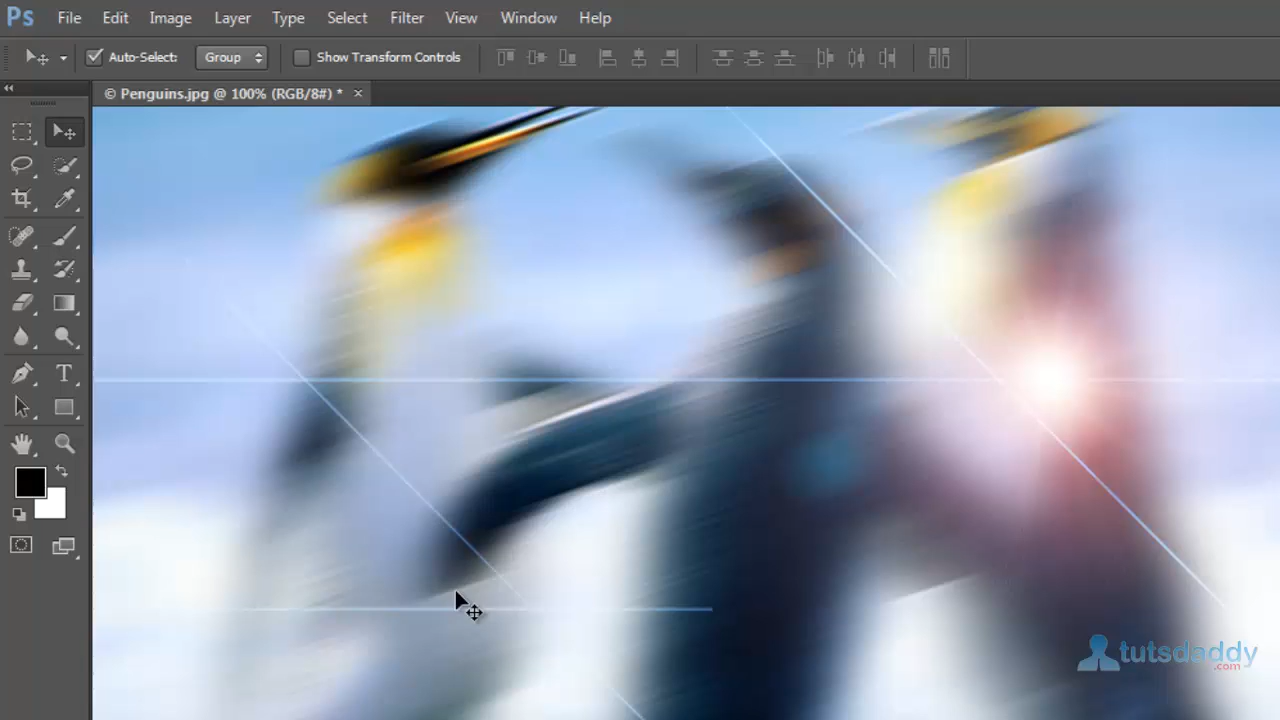 Ps File Edit Image Layer Type Select Filter View Window Help
Auto-Select: Group Show Transform Controls
© Penguins.jpg @ 100% (RGB/8#) * ×
T
tutsdaddy
.com